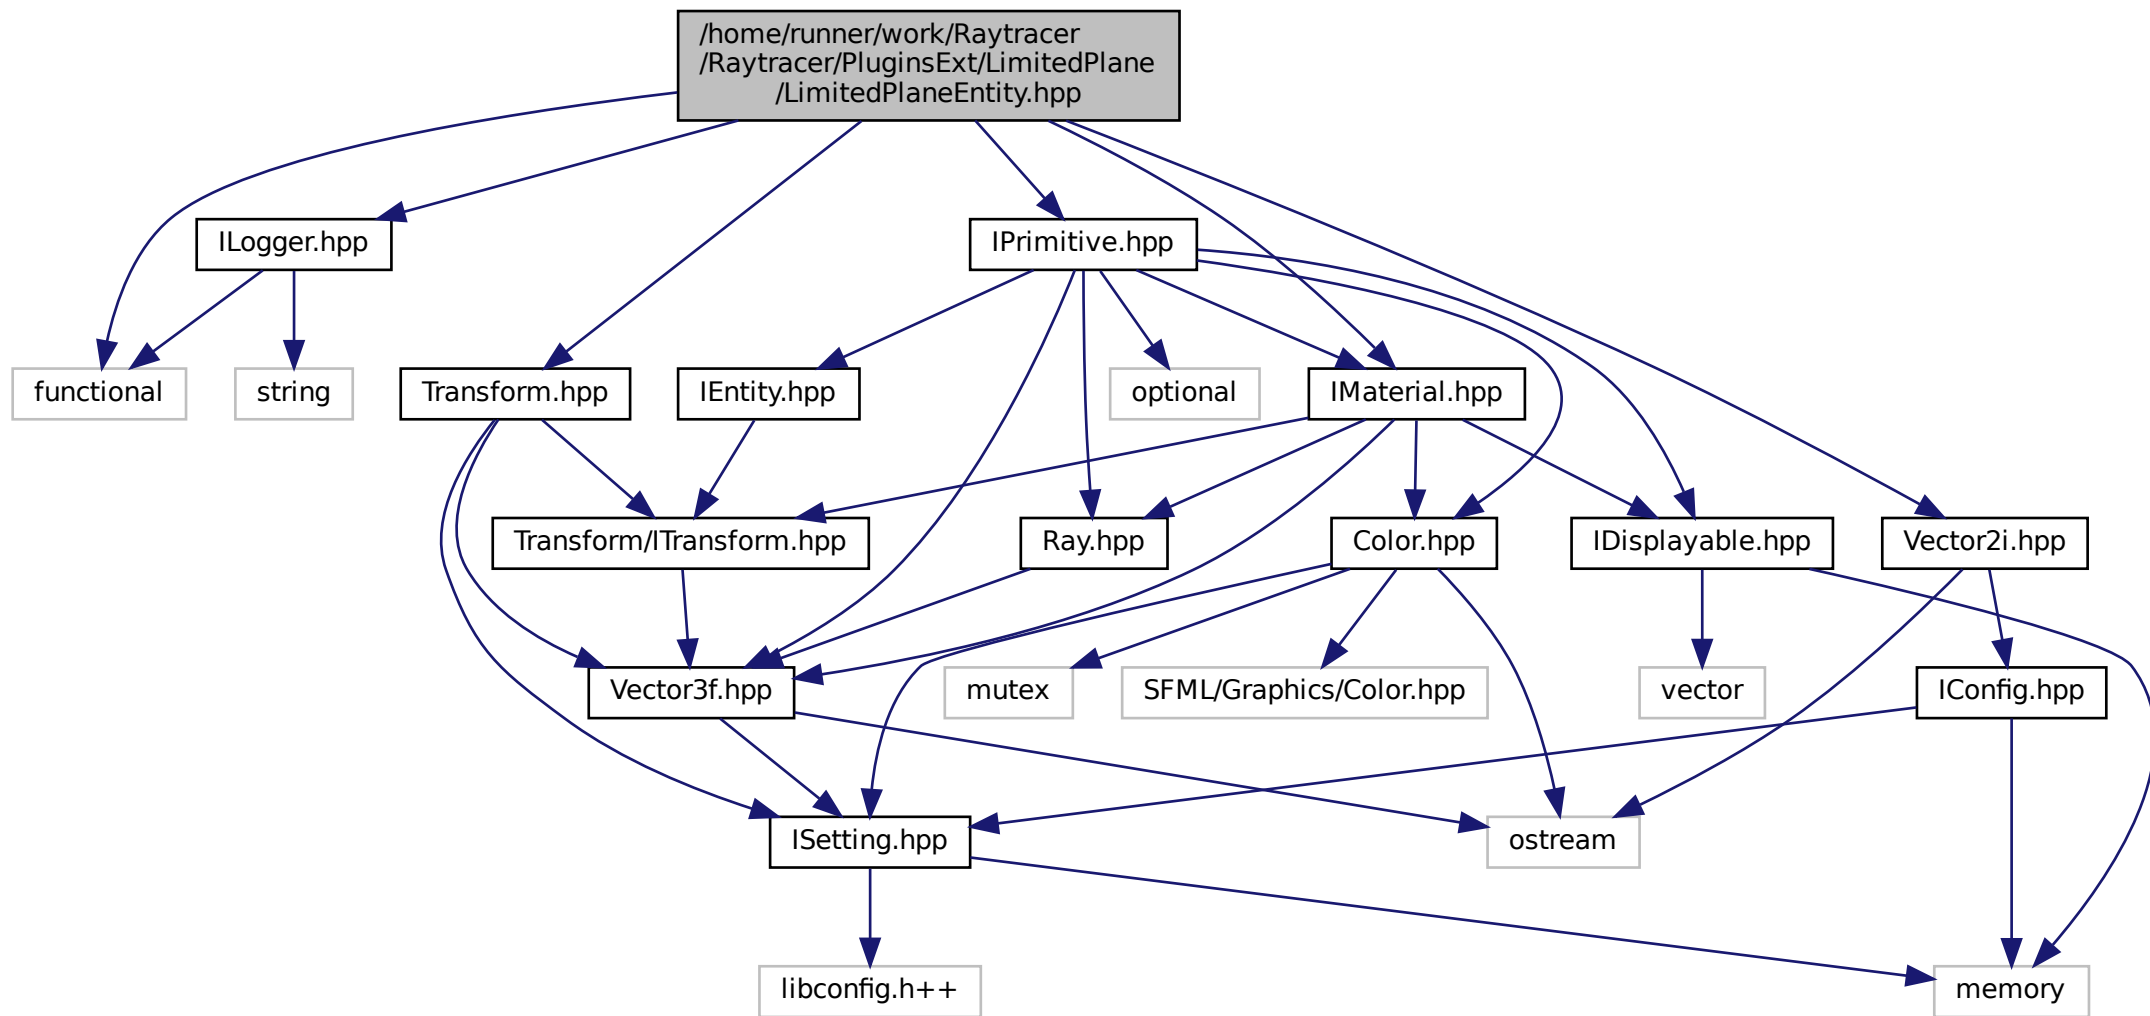 /home/runner/work/Raytracer
/Raytracer/PluginsExt/LimitedPlane
/LimitedPlaneEntity.hpp
ILogger.hpp
IPrimitive.hpp
functional
string
Transform.hpp
IEntity.hpp
optional
IMaterial.hpp
Transform/ITransform.hpp
Ray.hpp
Color.hpp
IDisplayable.hpp
Vector2i.hpp
Vector3f.hpp
mutex
SFML/Graphics/Color.hpp
vector
IConfig.hpp
ISetting.hpp
ostream
libconfig.h++
memory